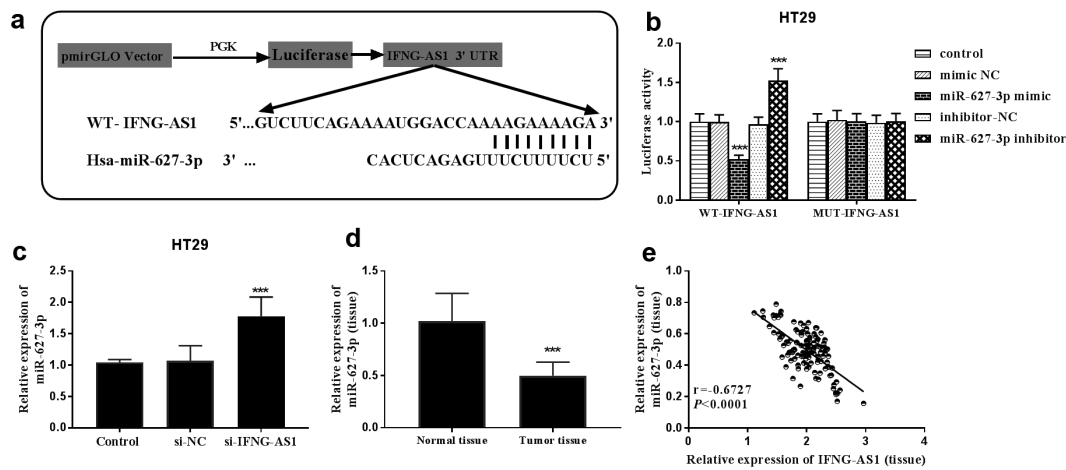 a
pmirGLO Vector
PGK
Luciferase
IFNG-AS1 3' UTR
WT- IFNG-AS1 5'...GUCUUCAGAAAAUGGACCAAAAAGAAAAGA 3'
Hsa-miR-627-3p 3' ... CACUCAGAGUUUCUUUUCU 5'
b
HT29
Luciferase activity
2.0
1.5
1.0
0.5
0.0
***
***
WT-IFNG-AS1
MUT-IFNG-AS1
control
mimic NC
miR-627-3p mimic
inhibitor-NC
miR-627-3p inhibitor
c
HT29
Relative expression of
miR-627-3p
2.5
2.0
1.5
1.0
0.5
0.0
***
Control
si-NC
si-IFNG-AS1
d
Relative expression of
miR-627-3p (tissue)
1.5
1.0
0.5
0.0
***
Normal tissue
Tumor tissue
e
Relative expression of
miR-627-3p (tissue)
0.8
0.6
0.4
0.2
0.0
r=-0.6727
P<0.0001
0
1
2
3
4
Relative expression of IFNG-AS1 (tissue)